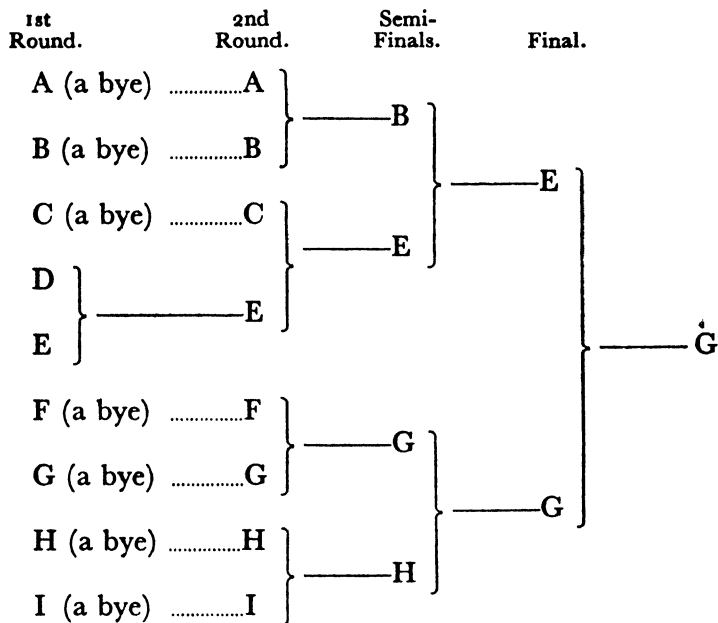 1st 2nd Semi-
Round. Round. Finals. Final.
A (a bye) ..............A
B
B (a bye) ..............B
E
C (a bye) ..............C
E
D
E
G
E
F (a bye) ..............F
G
G (a bye) ..............G
G
H (a bye) ..............H
H
I (a bye) ..............I